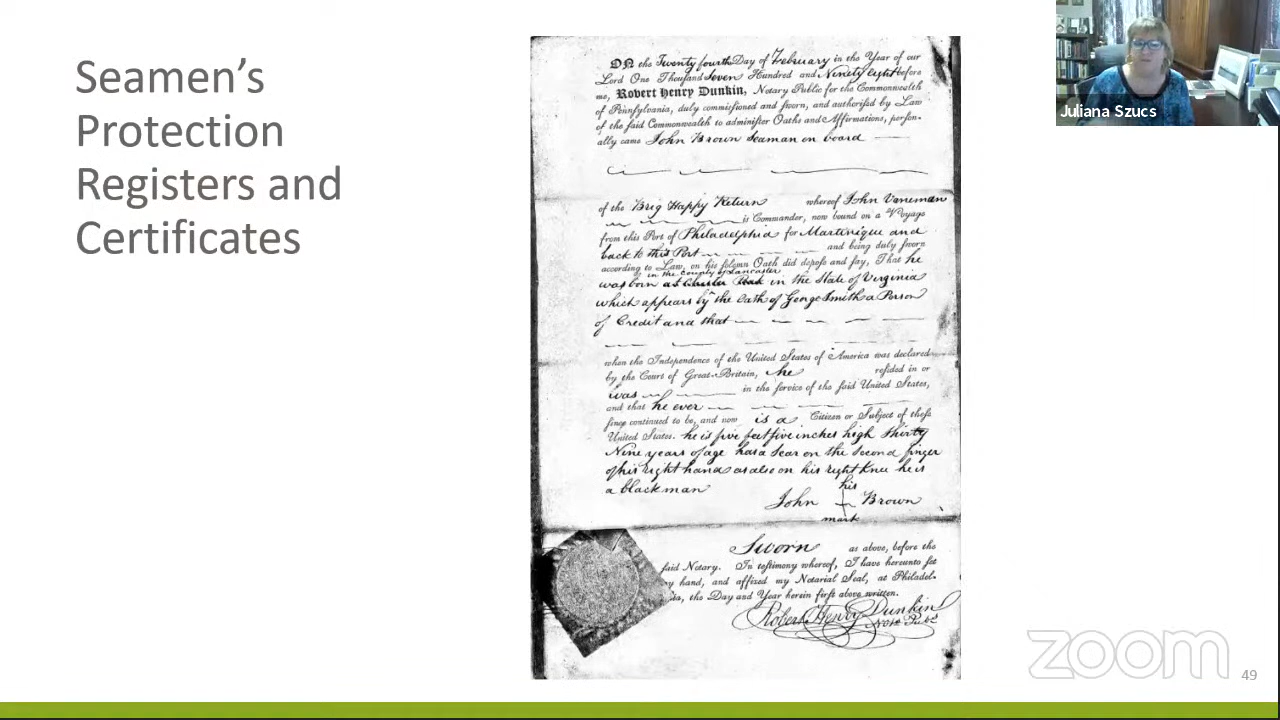 Seamen's
Protection
Registers and
Certificates
ON the Twenty fourth Day of February in the Year of our
Lord One Thousand Seven Hundred and Ninety eight before
me, Robert Henry Dunkin, Notary Public for the Commonwealth
of Pennsylvania, duly commissioned and sworn, and authorised by Law
of the said Commonwealth to administer Oaths and Affirmations, person-
ally came John Brown Seaman on board
of the Brig Happy Return whereof John Vaneman
is Commander, now bound on a Voyage
from this Port of Philadelphia for Martinique and
back to this Port and being duly sworn
according to Law, on his solemn Oath did depose and say, That he
in the County of Lancaster
was born at in the State of Virginia
which appears by the Oath of George Smith a Person
of Credit and that
when the Independence of the United States of America was declared
by the Court of Great-Britain, he resided in or
was in the service of the said United States,
and that he ever
since continued to be, and now is a Citizen or Subject of these
United States. he is five feet five inches high thirty
Nine years of age has a Scar on the Second finger
of his right hand as also on his right Knee he is
a black man
his
John Brown
mark
Sworn as above, before the
said Notary. In testimony whereof, I have hereunto set
my hand, and affixed my Notarial Seal, at Philadel-
the Day and Year herein first above written.
Robert Henry Dunkin
Not. Pub.
Juliana Szucs
zoom
49